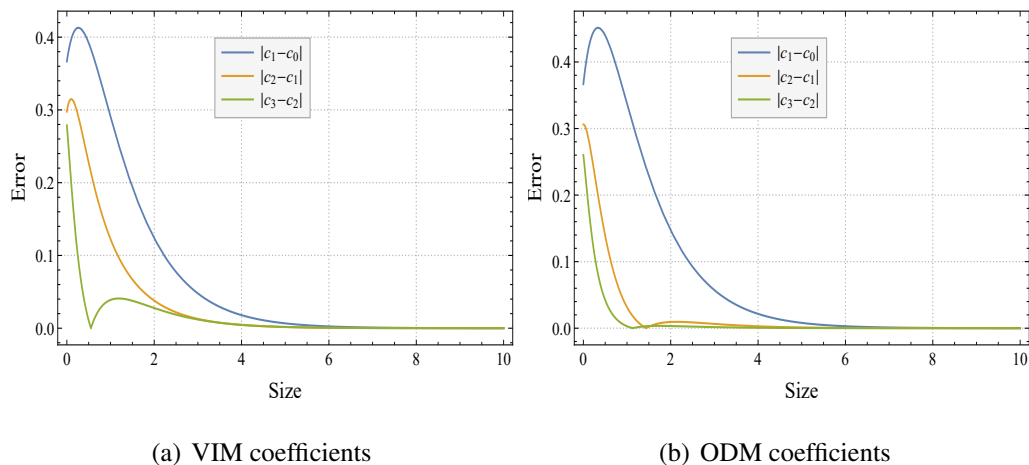 |c₁−c₀|
|c₂−c₁|
|c₃−c₂|
0.4
0.3
0.2
0.1
0.0
Error
0 2 4 6 8 10
Size
(a) VIM coefficients
|c₁−c₀|
|c₂−c₁|
|c₃−c₂|
0.4
0.3
0.2
0.1
0.0
Error
0 2 4 6 8 10
Size
(b) ODM coefficients